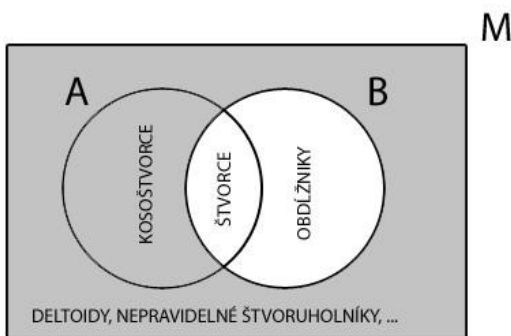 M
A
B
KOSOŠTVORCE
ŠTVORCE
OBDĹŽNIKY
DELTOIDY, NEPRAVIDELNÉ ŠTVORUHOLNÍKY, ...